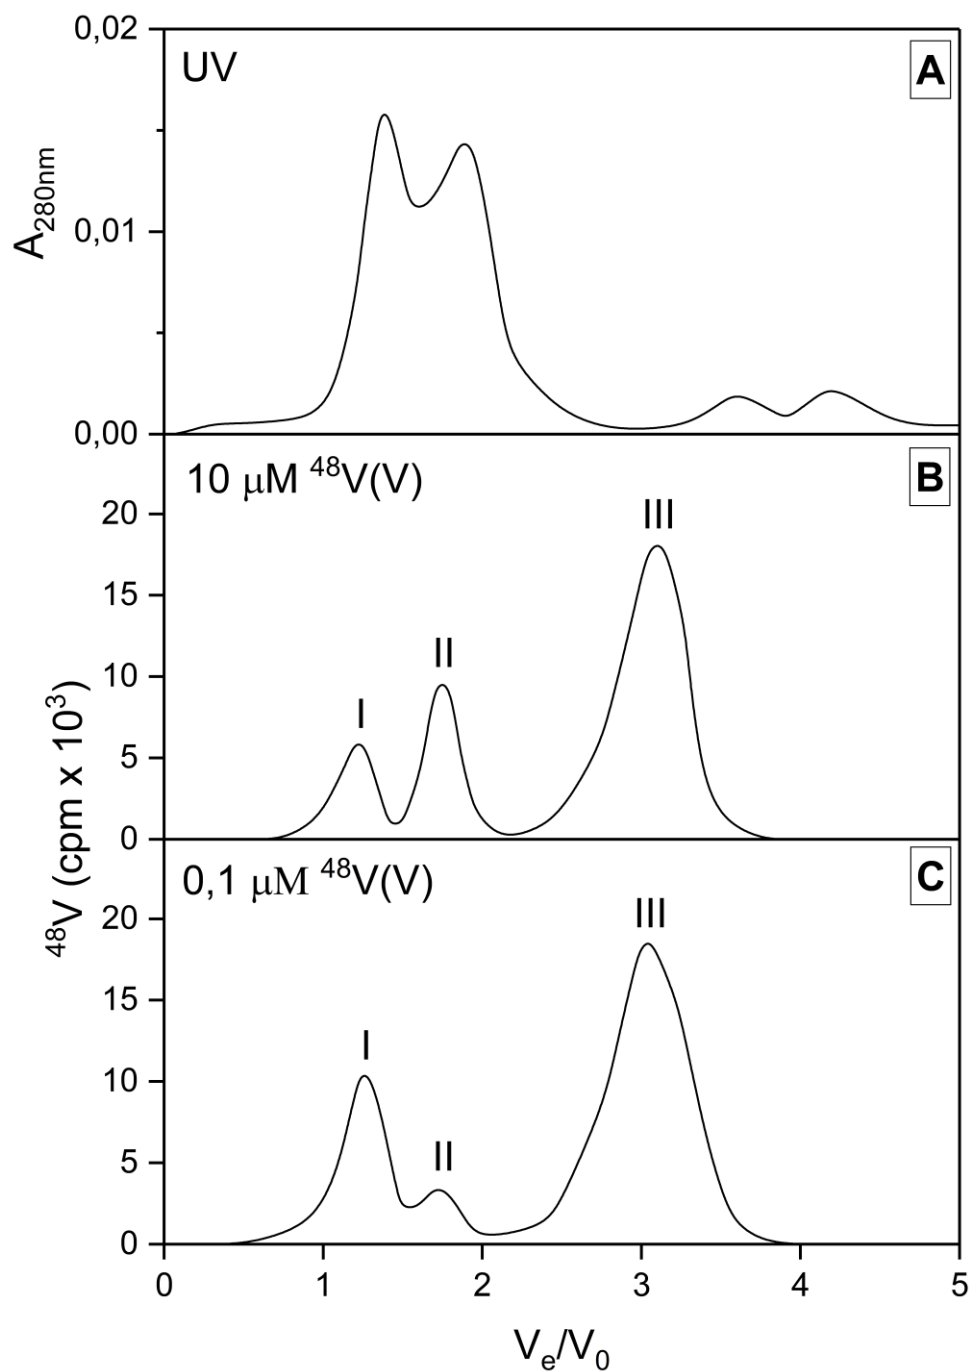 0,02
UV
A
A280nm
0,01
0,00
10 μM 48V(V)
B
20
III
15
II
10
I
5
0
48V (cpm x 10³)
0,1 μM 48V(V)
C
20
III
15
I
10
II
5
0
0 1 2 3 4 5
Ve/V0